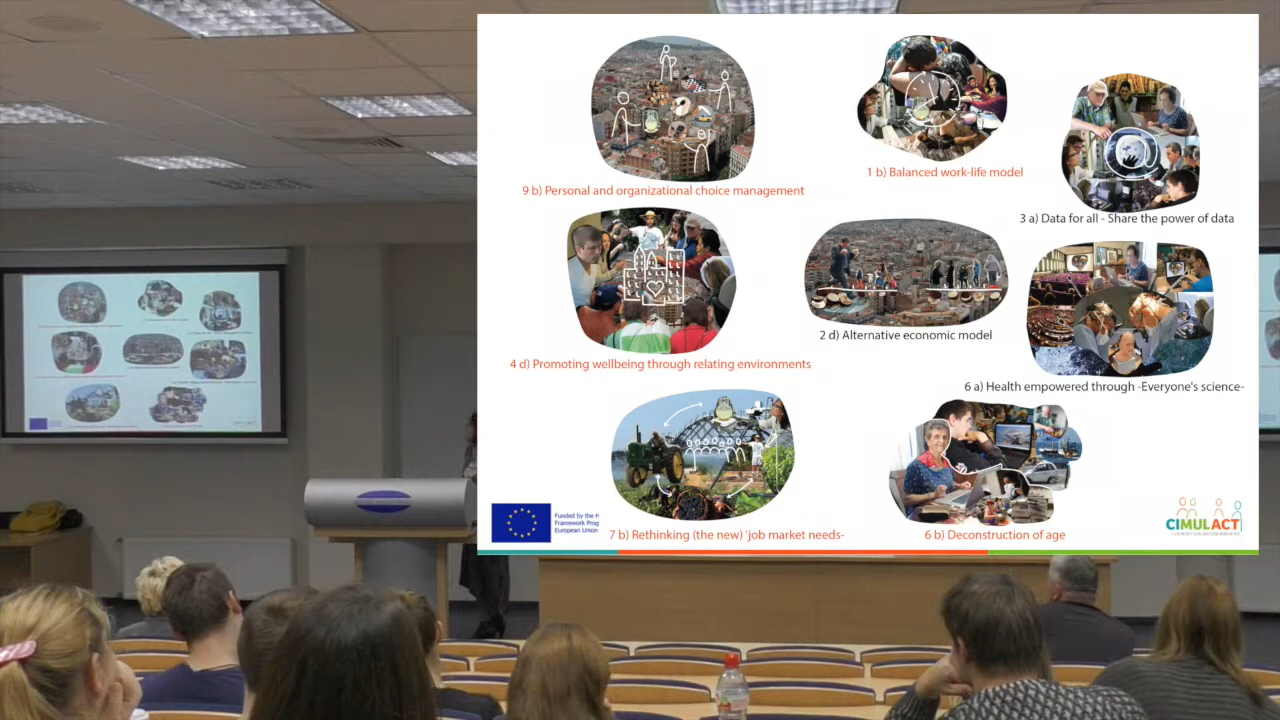 9 b) Personal and organizational choice management
1 b) Balanced work-life model
3 a) Data for all - Share the power of data
4 d) Promoting wellbeing through relating environments
2 d) Alternative economic model
6 a) Health empowered through -Everyone's science-
7 b) Rethinking (the new) 'job market needs-
6 b) Deconstruction of age
Funded by the H
Framework Prog
European Union
CIMULACT